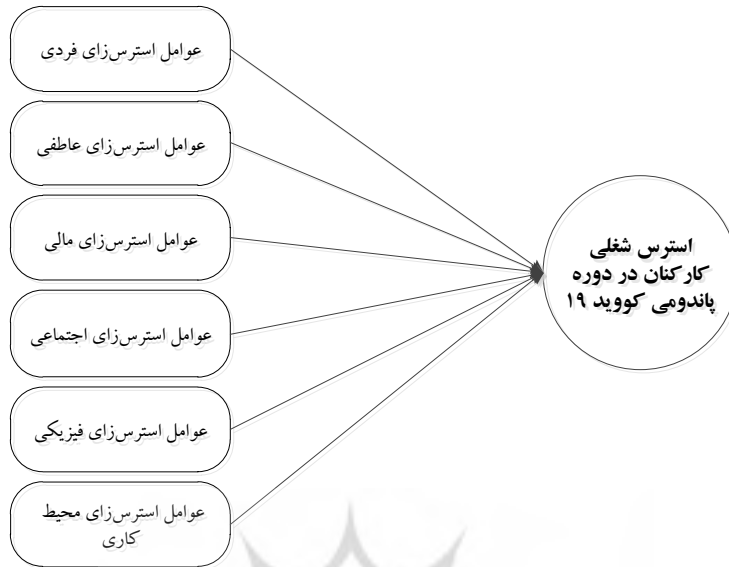 عوامل استرس‌زای فردی
عوامل استرس‌زای عاطفی
عوامل استرس‌زای مالی
عوامل استرس‌زای اجتماعی
عوامل استرس‌زای فیزیکی
عوامل استرس‌زای محیط
کاری
استرس شغلی
کارکنان در دوره
پاندومی کووید ۱۹